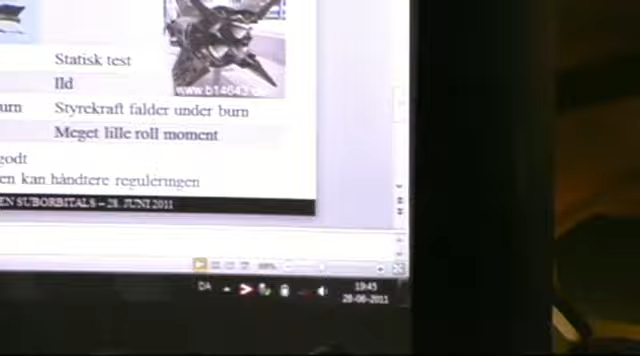 Statisk test
www.b14643.de
Ild
urn Styrekraft falder under burn
Meget lille roll moment
godt
en kan håndtere reguleringen
EN SUBORBITALS – 28. JUNI 2011
DA
19:45
28-06-2011